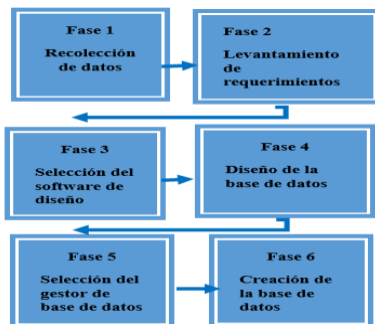 Fase 1
Recolección
de datos
Fase 2
Levantamiento
de
requerimientos
Fase 3
Selección del
software de
diseño
Fase 4
Diseño de la
base de datos
Fase 5
Selección del
gestor de
base de datos
Fase 6
Creación de
la base de
datos